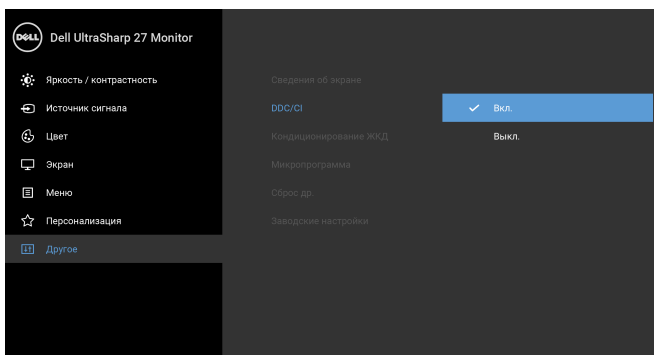 DELL Dell UltraSharp 27 Monitor
Яркость / контрастность
Источник сигнала
Цвет
Экран
Меню
Персонализация
Другое
Сведения об экране
DDC/CI
Кондиционирование ЖКД
Микропрограмма
Сброс др.
Заводские настройки
Вкл.
Выкл.